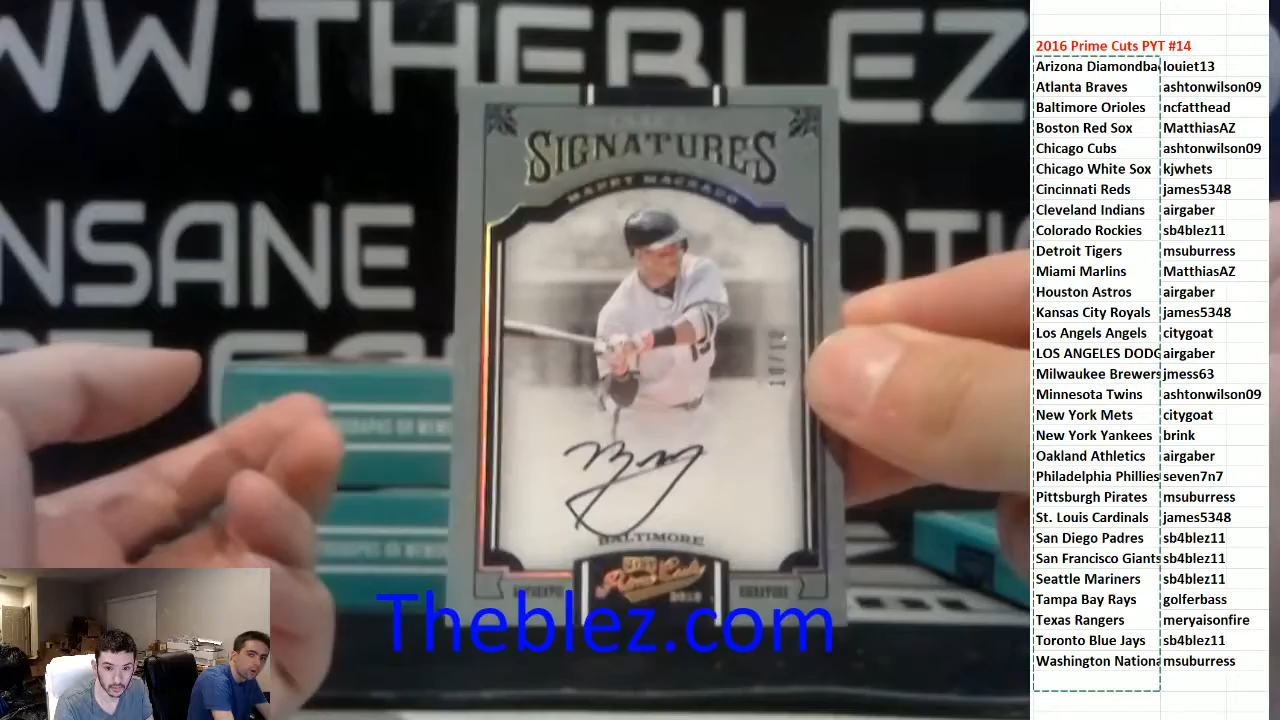 WWW.THEBLEZ
INSANE
SIGNATURES
MANNY MACHADO
BALTIMORE
Prime Cuts
SIGNATURE
Theblez.com
2016 Prime Cuts PYT #14
Arizona Diamondba louiet13
Atlanta Braves ashtonwilson09
Baltimore Orioles ncfatthead
Boston Red Sox MatthiasAZ
Chicago Cubs ashtonwilson09
Chicago White Sox kjwhets
Cincinnati Reds james5348
Cleveland Indians airgaber
Colorado Rockies sb4blez11
Detroit Tigers msuburress
Miami Marlins MatthiasAZ
Houston Astros airgaber
Kansas City Royals james5348
Los Angels Angels citygoat
LOS ANGELES DODG airgaber
Milwaukee Brewers jmess63
Minnesota Twins ashtonwilson09
New York Mets citygoat
New York Yankees brink
Oakland Athletics airgaber
Philadelphia Phillies seven7n7
Pittsburgh Pirates msuburress
St. Louis Cardinals james5348
San Diego Padres sb4blez11
San Francisco Giants sb4blez11
Seattle Mariners sb4blez11
Tampa Bay Rays golferbass
Texas Rangers meryaisonfire
Toronto Blue Jays sb4blez11
Washington Nationa msuburress